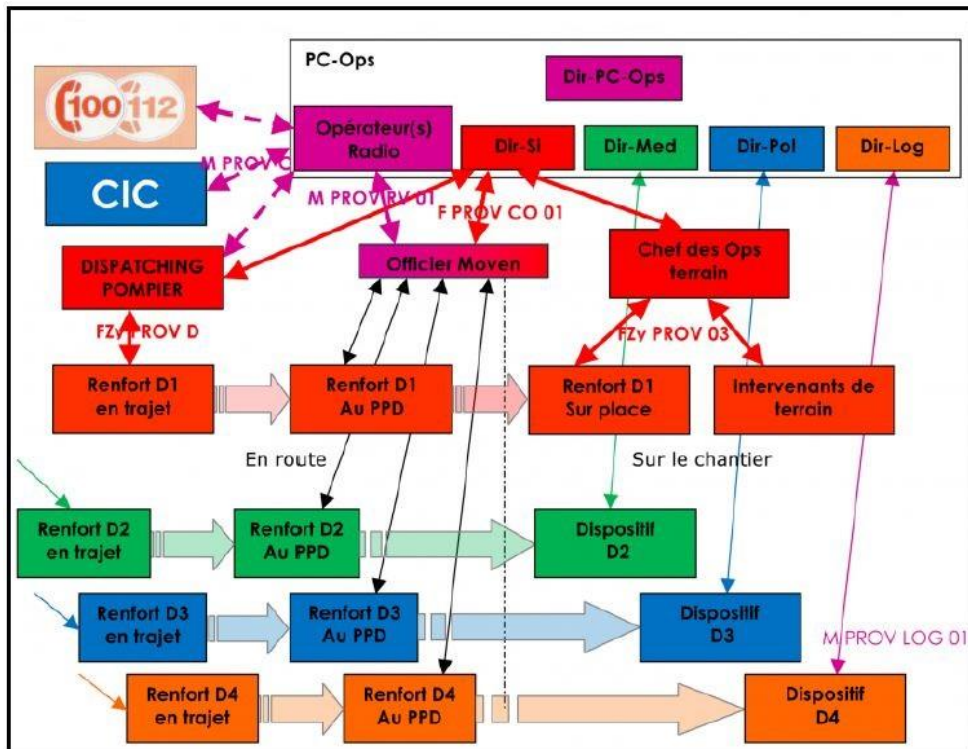 PC-Ops
Dir-PC-Ops
100 112
Opérateur(s)
Radio
Dir-SI
Dir-Med
Dir-Pol
Dir-Log
M PROV C
CIC
M PROV RV 01
F PROV CO 01
DISPATCHING
POMPIER
Officier Moyen
Chef des Ops
terrain
PROV D
FZy PROV 03
Renfort D1
en trajet
Renfort D1
Au PPD
Renfort D1
Sur place
Intervenants de
terrain
En route
Sur le chantier
Renfort D2
en trajet
Renfort D2
Au PPD
Dispositif
D2
Renfort D3
en trajet
Renfort D3
Au PPD
Dispositif
D3
M PROV LOG 01
Renfort D4
en trajet
Renfort D4
Au PPD
Dispositif
D4